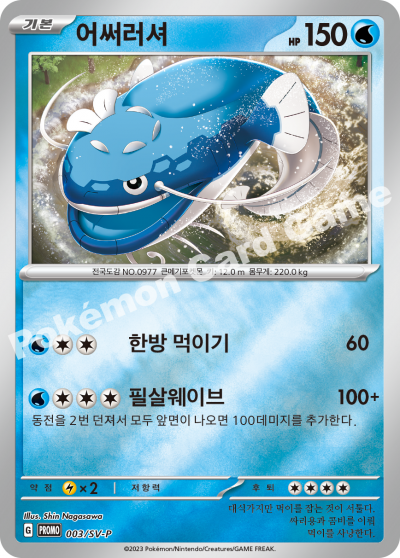 기본 어써러셔 HP 150
전국도감 NO.0977 큰메기포켓몬 키: 12.0 m 몸무게: 220.0 kg
Pokémon Card Game
한방 먹이기 60
필살웨이브 100+
동전을 2번 던져서 모두 앞면이 나오면 100데미지를 추가한다.
약점 ×2 저항력 후퇴
Illus. Shin Nagasawa
G PROMO 003/SV-P
대식가지만 먹이를 잡는 것이 서툴다.
싸리용과 콤비를 이뤄
먹이를 사냥한다.
©2023 Pokémon/Nintendo/Creatures/GAME FREAK.